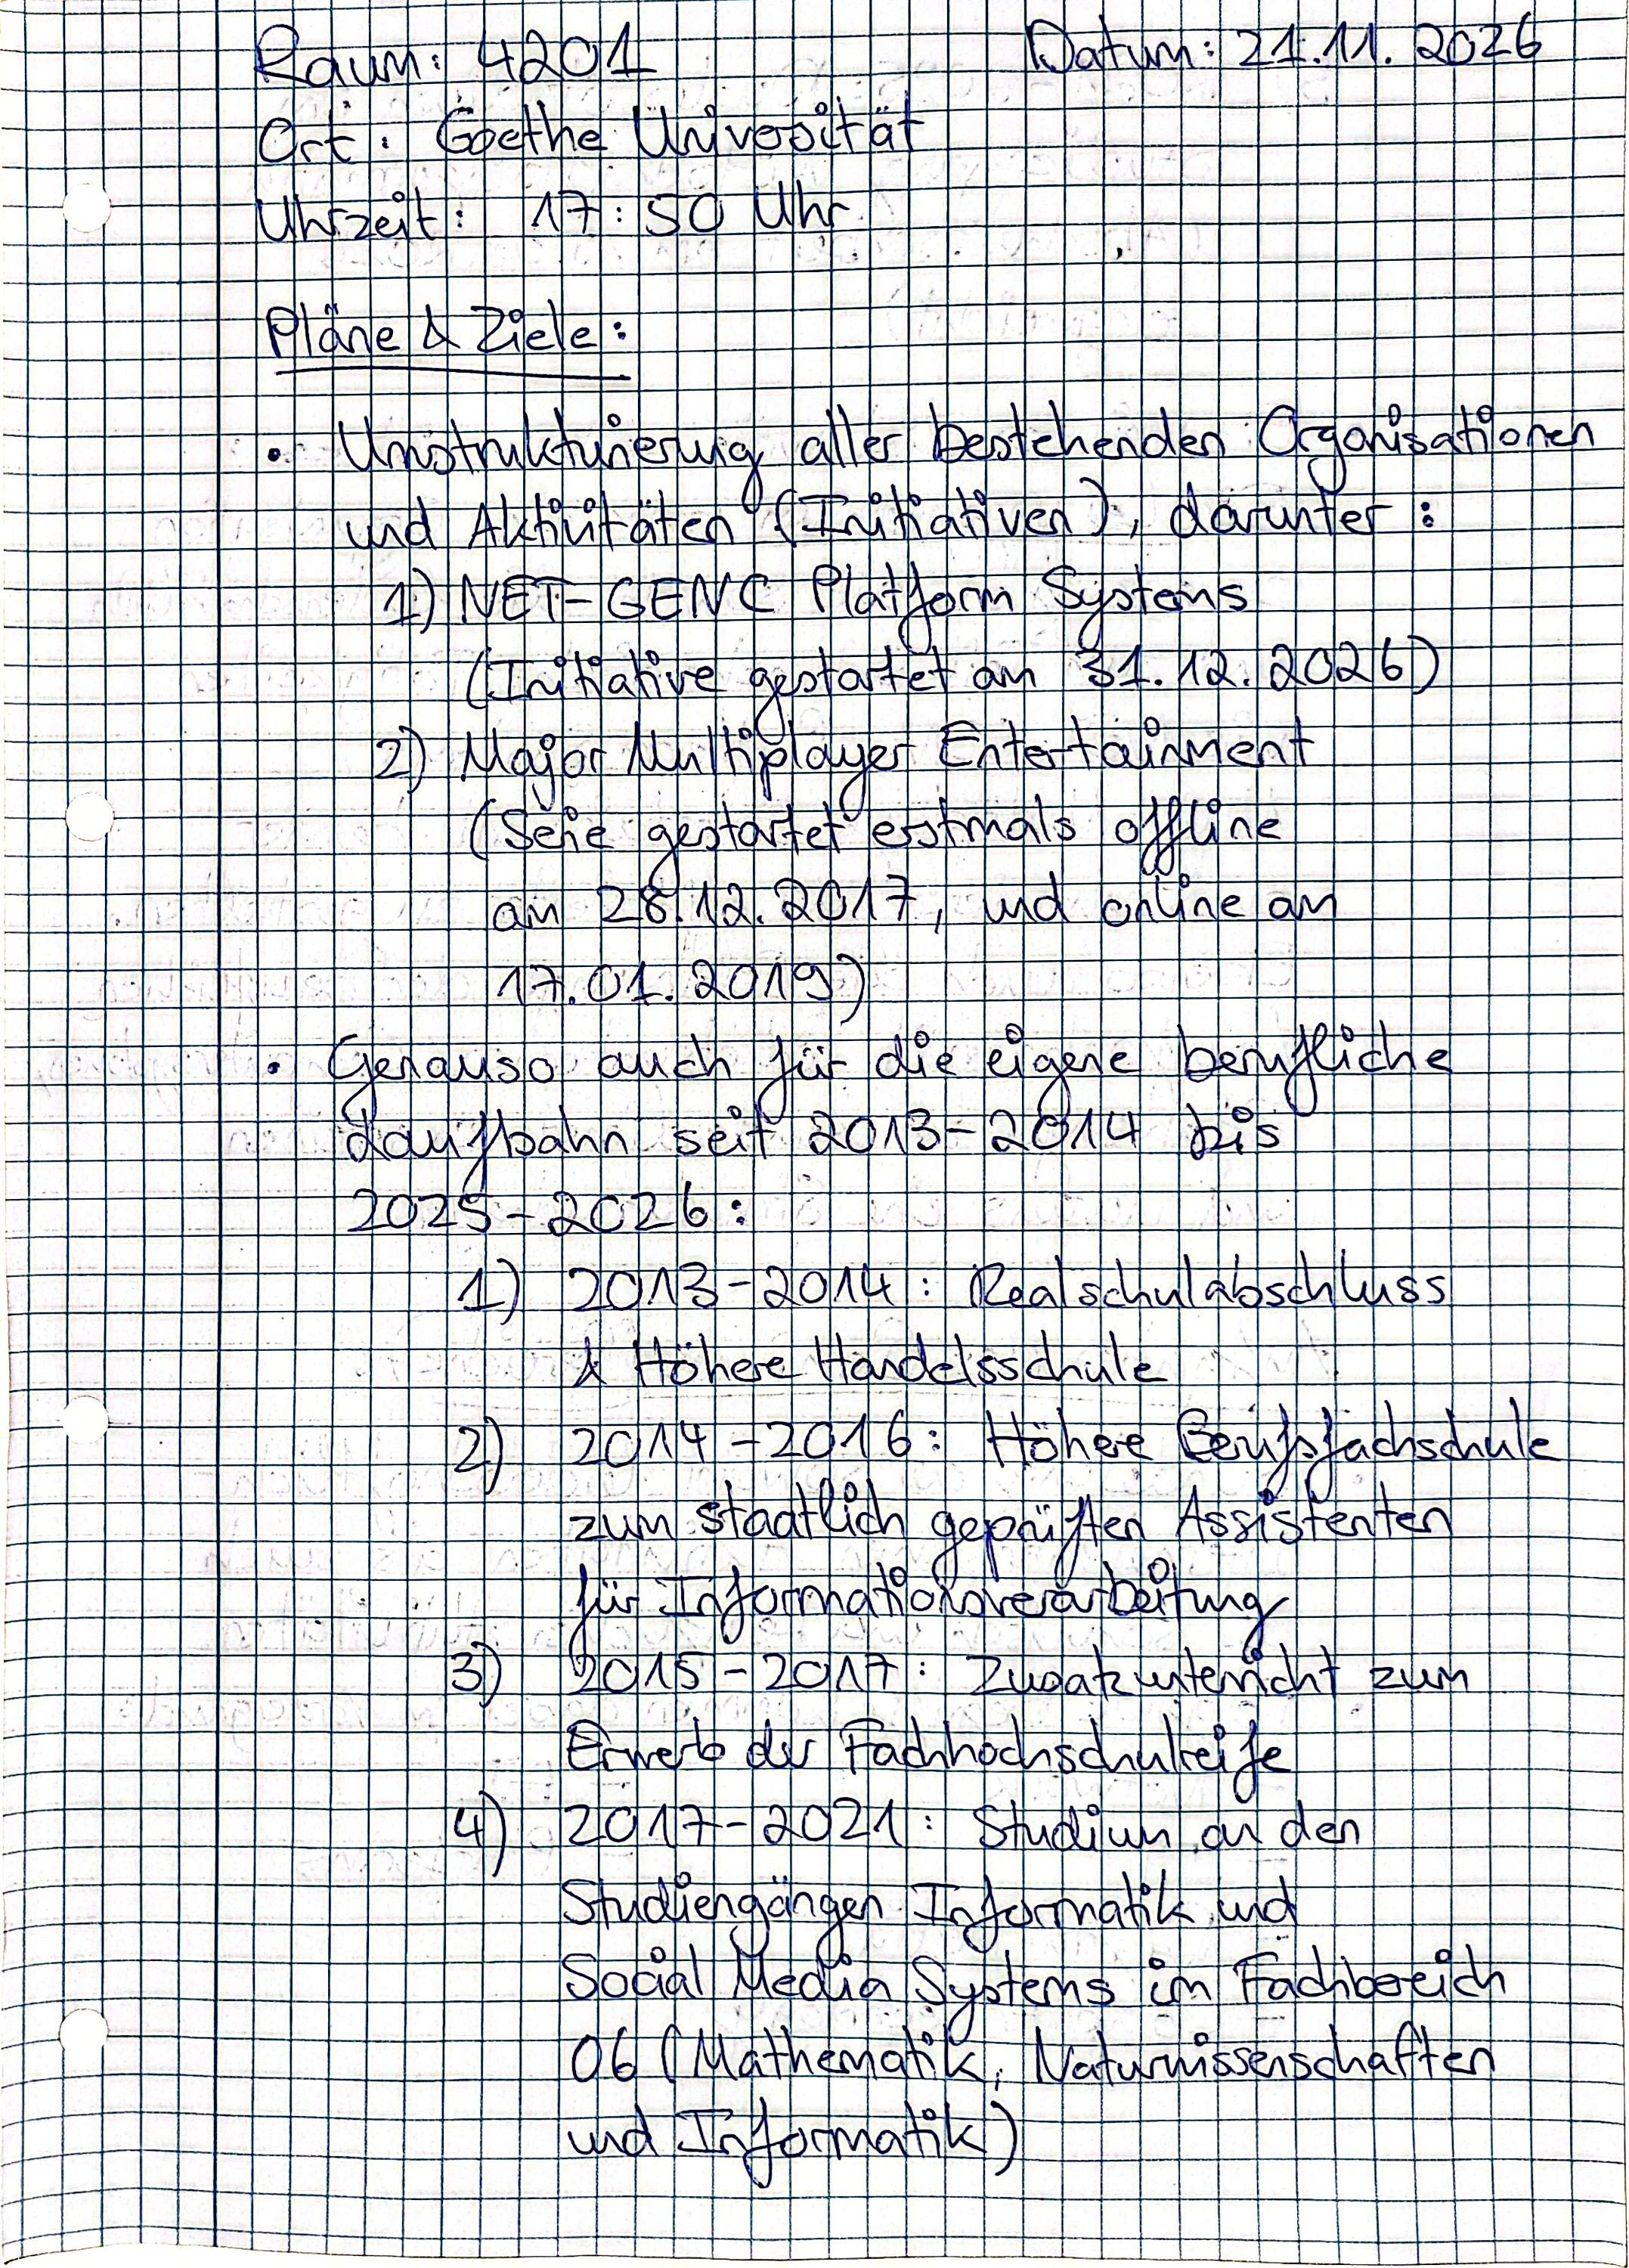 Raum: 4201 Datum: 21.11.2026
Ort: Goethe Universität
Uhrzeit: 17:50 Uhr
Pläne & Ziele:
• Umstrukturierung aller bestehenden Organisationen
und Aktivitäten (Initiativen), darunter:
1) NET-GENC Platform Systems
(Initiative gestartet am 31.12.2026)
2) Major Multiplayer Entertainment
(Serie gestartet erstmals offline
am 28.12.2017, und online am
17.01.2019)
• Genauso auch für die eigene berufliche
Laufbahn seit 2013-2014 bis
2025-2026:
1) 2013-2014: Realschulabschluss
& Höhere Handelsschule
2) 2014-2016: Höhere Berufsfachschule
zum staatlich geprüften Assistenten
für Informationsverarbeitung
3) 2015-2017: Zusatzunterricht zum
Erwerb der Fachhochschulreife
4) 2017-2021: Studium an den
Studiengängen Informatik und
Social Media Systems im Fachbereich
06 (Mathematik, Naturwissenschaften
und Informatik)